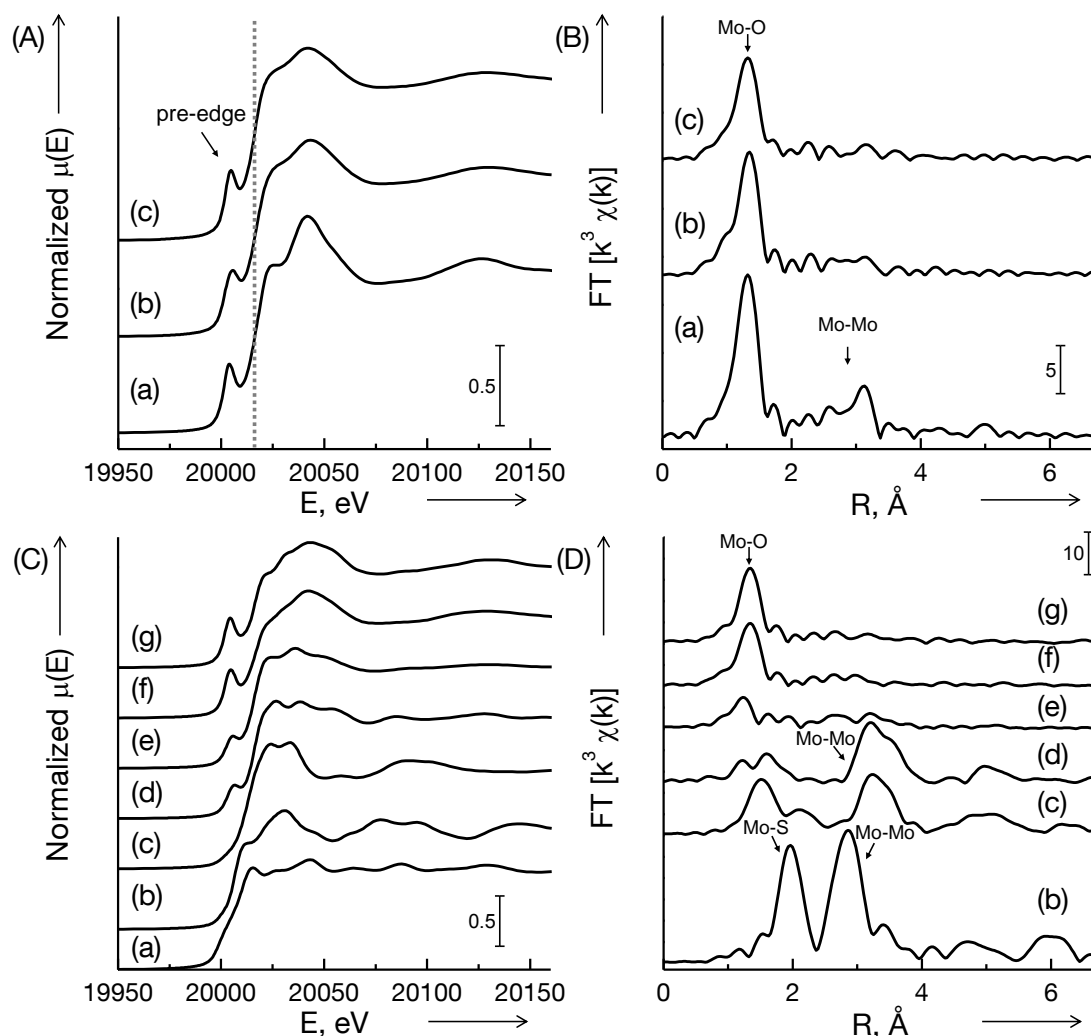 (A)
Normalized μ(E)
pre-edge
(c)
(b)
(a)
0.5
19950 20000 20050 20100 20150
E, eV
(B)
FT [k³ χ(k)]
Mo-O
(c)
(b)
(a)
Mo-Mo
5
0 2 4 6
R, Å
(C)
Normalized μ(E)
(g)
(f)
(e)
(d)
(c)
(b)
(a)
0.5
19950 20000 20050 20100 20150
E, eV
(D)
FT [k³ χ(k)]
Mo-O
10
(g)
(f)
(e)
Mo-Mo
(d)
(c)
Mo-S
Mo-Mo
(b)
0 2 4 6
R, Å